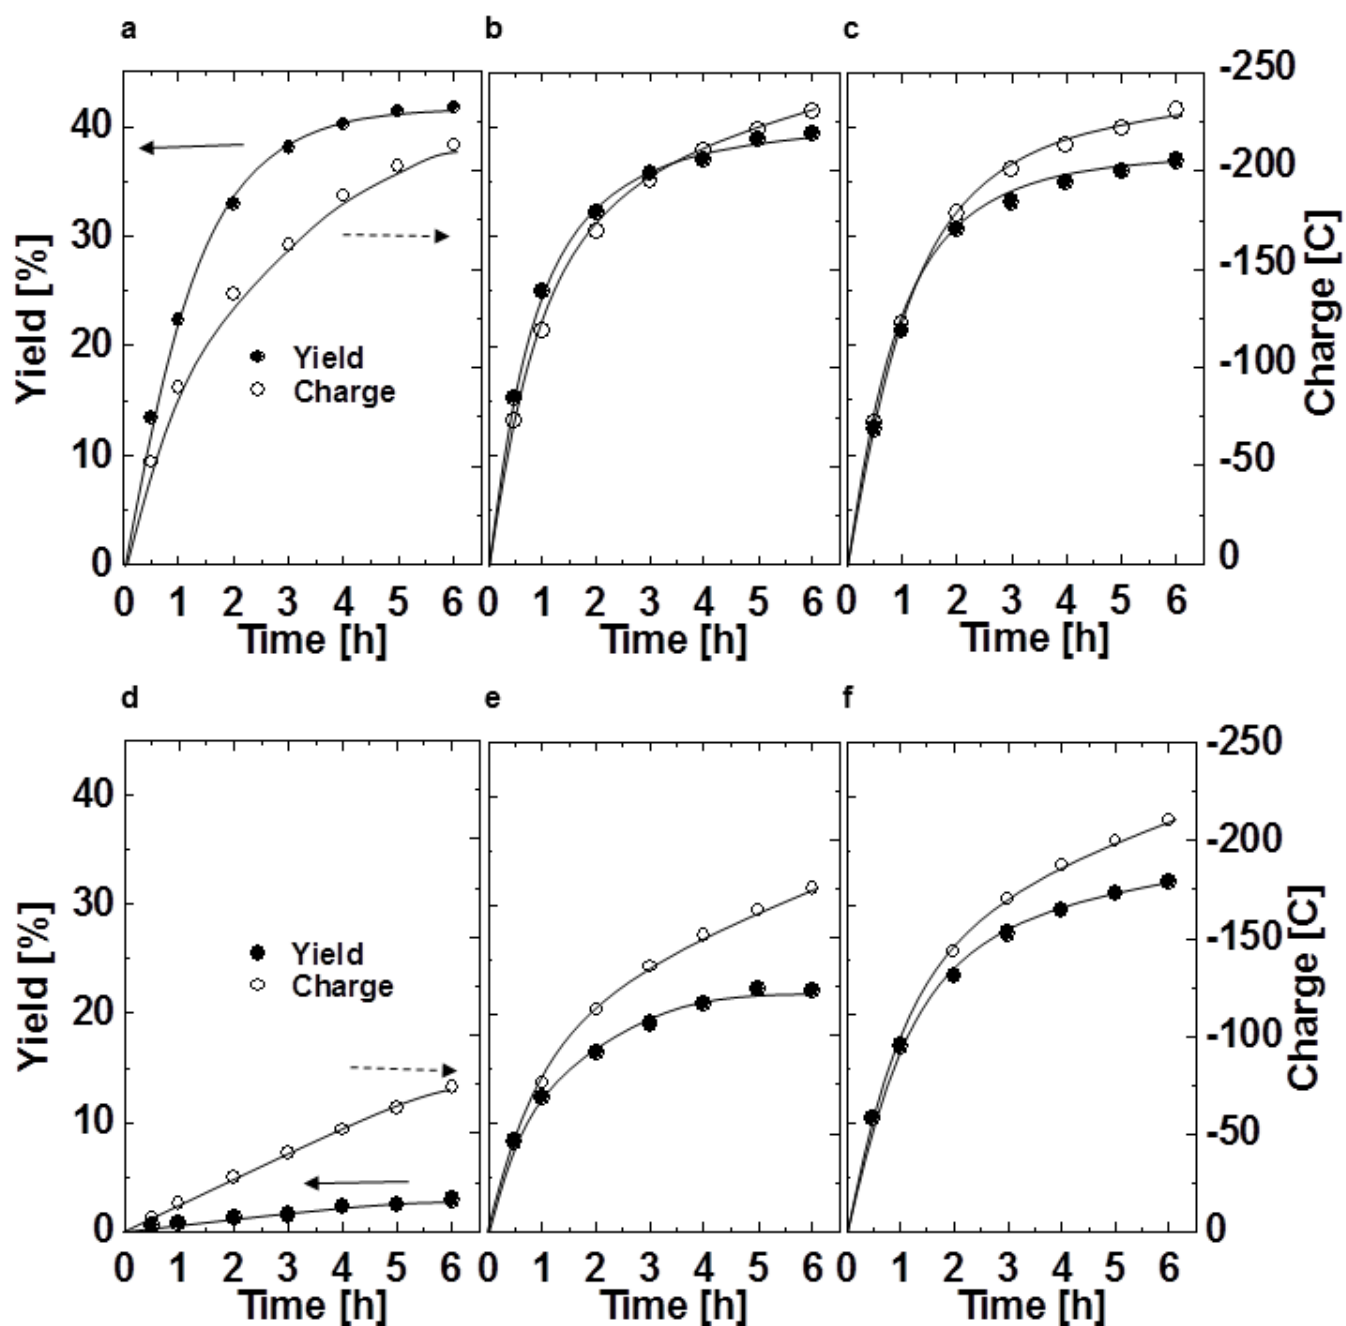 a b c
Yield [%]
40
30
20
10
0
Yield
Charge
-250
-200
-150
-100
-50
0
Charge [C]
0 1 2 3 4 5 6 0 1 2 3 4 5 6 0 1 2 3 4 5 6
Time [h] Time [h] Time [h]
d e f
Yield [%]
40
30
20
10
0
Yield
Charge
-250
-200
-150
-100
-50
0
Charge [C]
0 1 2 3 4 5 6 0 1 2 3 4 5 6 0 1 2 3 4 5 6
Time [h] Time [h] Time [h]